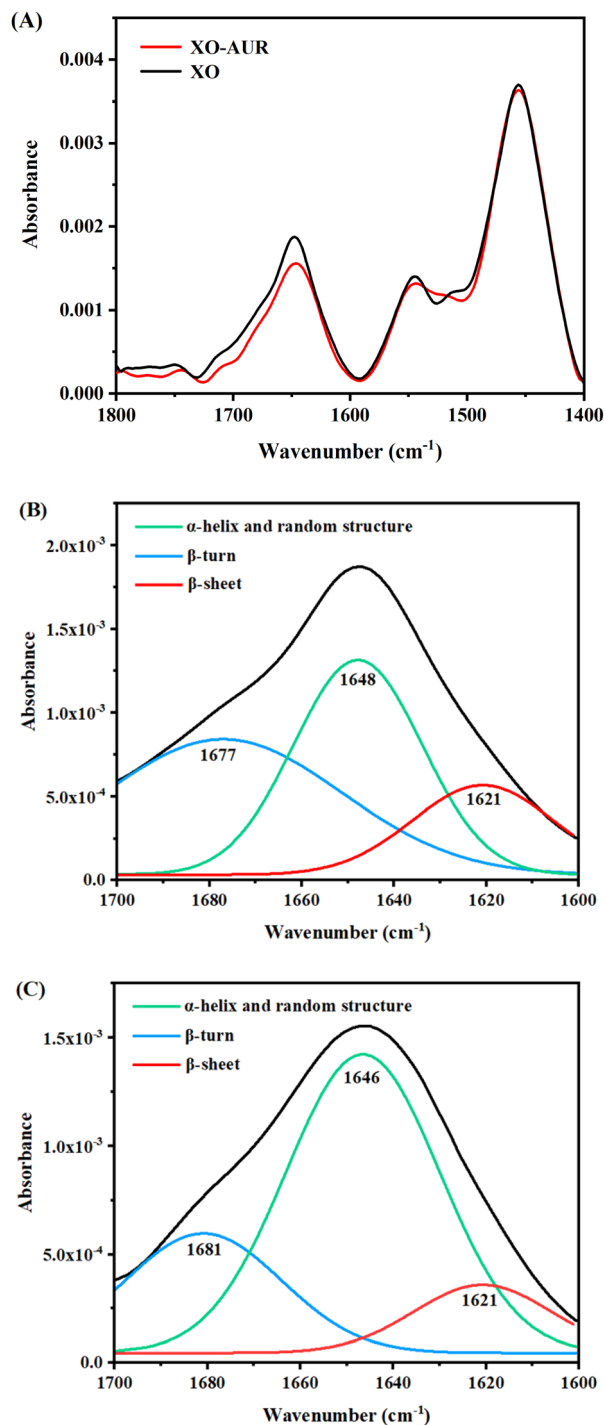 (A)
XO-AUR
XO
0.004
0.003
0.002
0.001
0.000
Absorbance
1800 1700 1600 1500 1400
Wavenumber (cm⁻¹)
(B)
α-helix and random structure
β-turn
β-sheet
2.0x10⁻³
1.5x10⁻³
1.0x10⁻³
5.0x10⁻⁴
0.0
Absorbance
1648
1677
1621
1700 1680 1660 1640 1620 1600
Wavenumber (cm⁻¹)
(C)
α-helix and random structure
β-turn
β-sheet
1.5x10⁻³
1.0x10⁻³
5.0x10⁻⁴
0.0
Absorbance
1646
1681
1621
1700 1680 1660 1640 1620 1600
Wavenumber (cm⁻¹)